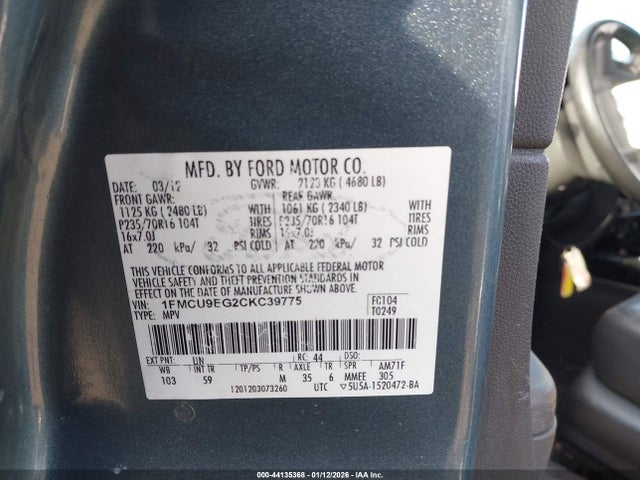 MFD. BY FORD MOTOR CO.
DATE: 03/12 GVWR: 2123 KG ( 4680 LB)
FRONT GAWR: REAR GAWR:
1125 KG ( 2480 LB) WITH 1061 KG ( 2340 LB) WITH
P235/70R16 104T TIRES P235/70R16 104T TIRES
16x7.0J RIMS 16x7.0J RIMS
AT 220 kPa/ 32 PSI COLD AT 220 kPa/ 32 PSI COLD
THIS VEHICLE CONFORMS TO ALL APPLICABLE FEDERAL MOTOR
VEHICLE SAFETY AND THEFT PREVENTION STANDARDS IN
EFFECT ON THE DATE OF MANUFACTURE SHOWN ABOVE.
VIN: 1FMCU9EG2CKC39775 FC104
TYPE: MPV T0249
EXT PNT: UN RC: 44 DSO:
WB INT TR TP/PS R AXLE TR SPR AM71F
103 59 M 35 6 MMEE 305
1201203073260 UTC 5U5A-1520472-BA
000-44135368 - 01/12/2026 - IAA Inc.